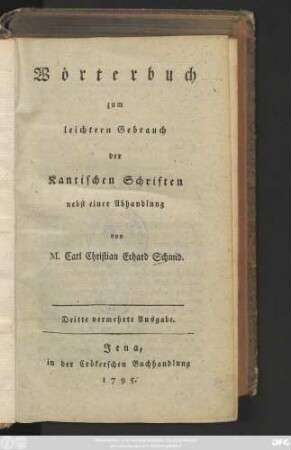 Wörterbuch
zum
leichtern Gebrauch
der
Kantischen Schriften
nebst einer Abhandlung
von
M. Carl Christian Erhard Schmid.
Dritte vermehrte Ausgabe.
Jena,
in der Crökerschen Buchhandlung
1795.